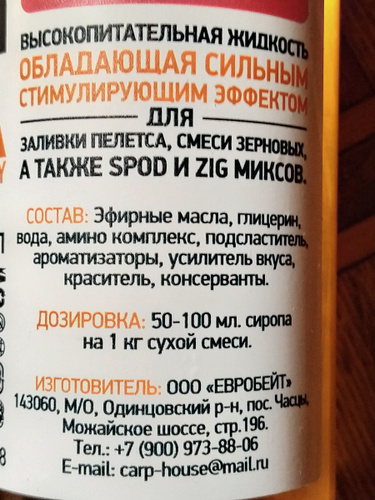 ВЫСОКОПИТАТЕЛЬНАЯ ЖИДКОСТЬ
ОБЛАДАЮЩАЯ СИЛЬНЫМ
СТИМУЛИРУЮЩИМ ЭФФЕКТОМ
ДЛЯ
ЗАЛИВКИ ПЕЛЕТСА, СМЕСИ ЗЕРНОВЫХ,
А ТАКЖЕ SPOD И ZIG МИКСОВ.
СОСТАВ: Эфирные масла, глицерин,
вода, амино комплекс, подсластитель,
ароматизаторы, усилитель вкуса,
краситель, консерванты.
ДОЗИРОВКА: 50-100 мл. сиропа
на 1 кг сухой смеси.
ИЗГОТОВИТЕЛЬ: ООО «ЕВРОБЕЙТ»
143060, М/О, Одинцовский р-н, пос. Часцы,
Можайское шоссе, стр.196.
Тел.: +7 (900) 973-88-06
E-mail: carp-house@mail.ru